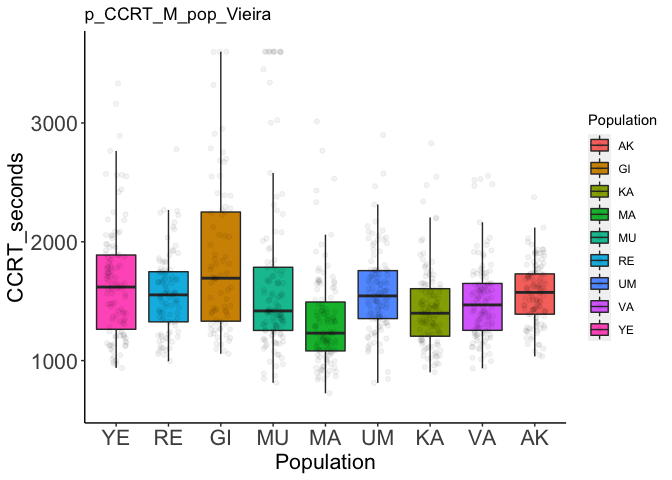 p_CCRT_M_pop_Vieira
CCRT_seconds
3000
2000
1000
YE RE GI MU MA UM KA VA AK
Population
Population
AK
GI
KA
MA
MU
RE
UM
VA
YE